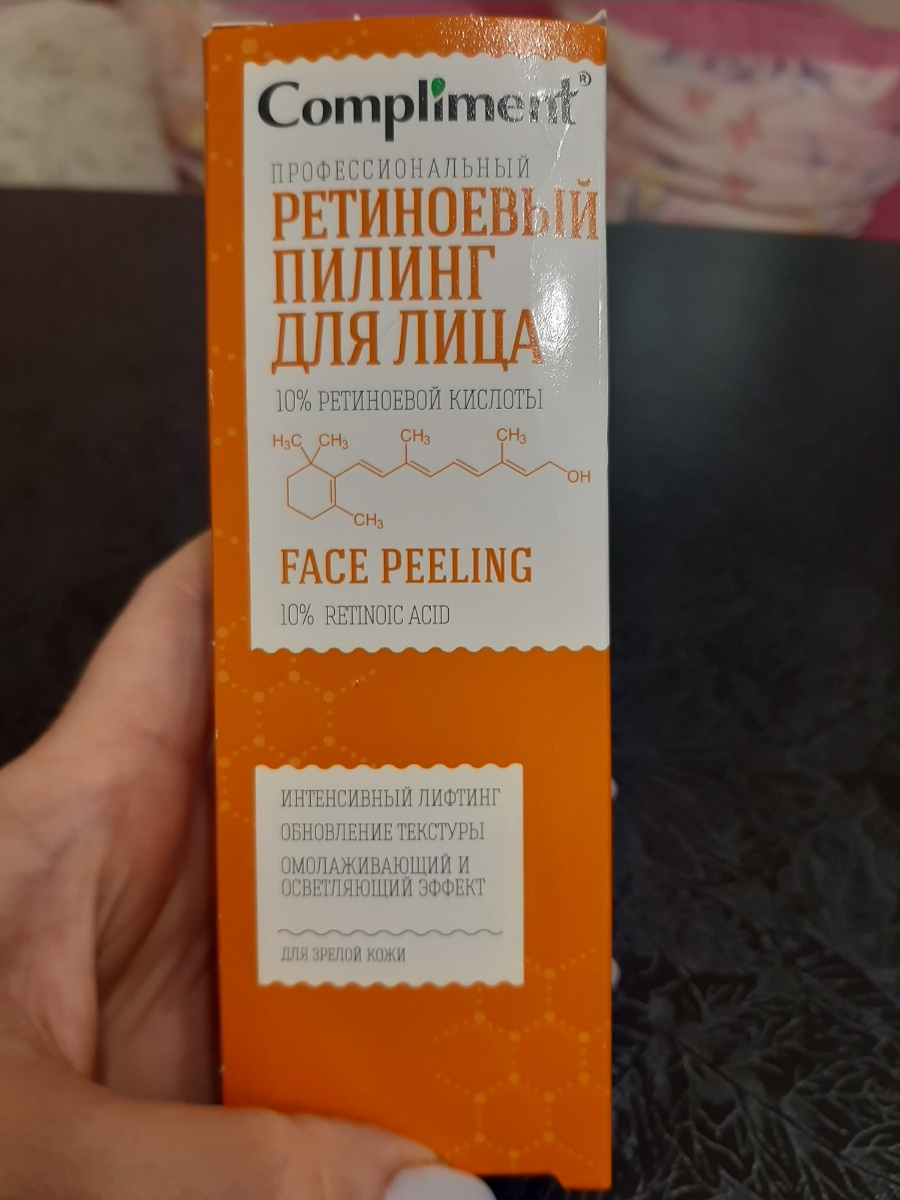 Compliment®
ПРОФЕССИОНАЛЬНЫЙ
РЕТИНОЕВЫЙ
ПИЛИНГ
ДЛЯ ЛИЦА
10% РЕТИНОЕВОЙ КИСЛОТЫ
H₃C CH₃ CH₃ CH₃
OH
CH₃
FACE PEELING
10% RETINOIC ACID
ИНТЕНСИВНЫЙ ЛИФТИНГ
ОБНОВЛЕНИЕ ТЕКСТУРЫ
ОМОЛАЖИВАЮЩИЙ И
ОСВЕТЛЯЮЩИЙ ЭФФЕКТ
ДЛЯ ЗРЕЛОЙ КОЖИ